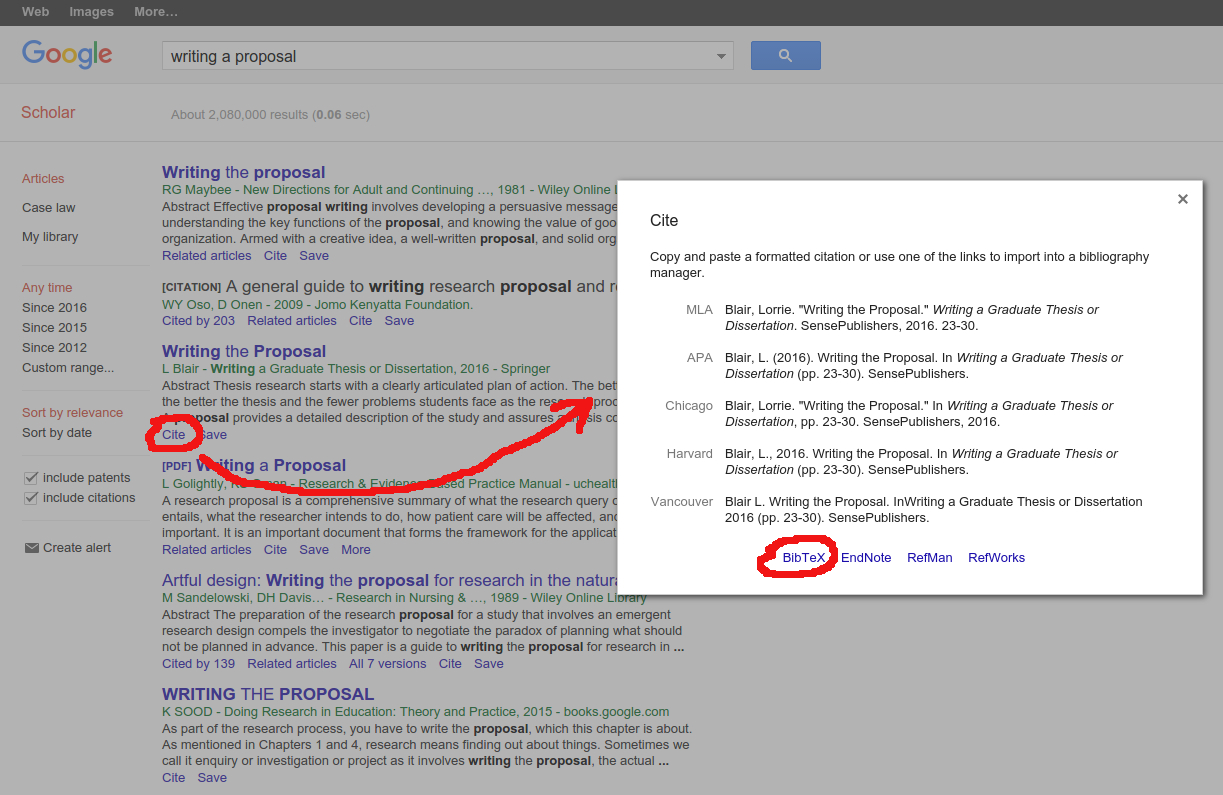 Web Images More…
Google
writing a proposal
Scholar
About 2,080,000 results (0.06 sec)
Articles
Case law
My library
Any time
Since 2016
Since 2015
Since 2012
Custom range...
Sort by relevance
Sort by date
include patents
include citations
Create alert
Writing the proposal
RG Maybee - New Directions for Adult and Continuing …, 1981 - Wiley Online
Abstract Effective proposal writing involves developing a persuasive message
understanding the key functions of the proposal, and knowing the value of goo
organization. Armed with a creative idea, a well-written proposal, and solid org
Related articles Cite Save
[CITATION] A general guide to writing research proposal and
WY Oso, D Onen - 2009 - Jomo Kenyatta Foundation.
Cited by 203 Related articles Cite Save
Writing the Proposal
L Blair - Writing a Graduate Thesis or Dissertation, 2016 - Springer
Abstract Thesis research starts with a clearly articulated plan of action. The bet
the better the thesis and the fewer problems students face as the
proposal provides a detailed description of the study and assures
Cite Save
[PDF] Writing a Proposal
L Golightly, - Research & Based Practice Manual - uchealth
A research proposal is a comprehensive summary of what the research query
entails, what the researcher intends to do, how patient care will be affected, and
important. It is an important document that forms the framework for the applicat
Related articles Cite Save More
Artful design: Writing the proposal for research in the natura
M Sandelowski, DH Davis… - Research in Nursing & …, 1989 - Wiley Online Library
Abstract The preparation of the research proposal for a study that involves an emergent
research design compels the investigator to negotiate the paradox of planning what should
not be planned in advance. This paper is a guide to writing the proposal for research in ...
Cited by 139 Related articles All 7 versions Cite Save
WRITING THE PROPOSAL
K SOOD - Doing Research in Education: Theory and Practice, 2015 - books.google.com
As part of the research process, you have to write the proposal, which this chapter is about.
As mentioned in Chapters 1 and 4, research means finding out about things. Sometimes we
call it enquiry or investigation or project as it involves writing the proposal, the actual ...
Cite Save
×
Cite
Copy and paste a formatted citation or use one of the links to import into a bibliography
manager.
MLA Blair, Lorrie. "Writing the Proposal." Writing a Graduate Thesis or
Dissertation. SensePublishers, 2016. 23-30.
APA Blair, L. (2016). Writing the Proposal. In Writing a Graduate Thesis or
Dissertation (pp. 23-30). SensePublishers.
Chicago Blair, Lorrie. "Writing the Proposal." In Writing a Graduate Thesis or
Dissertation, pp. 23-30. SensePublishers, 2016.
Harvard Blair, L., 2016. Writing the Proposal. In Writing a Graduate Thesis or
Dissertation (pp. 23-30). SensePublishers.
Vancouver Blair L. Writing the Proposal. InWriting a Graduate Thesis or Dissertation
2016 (pp. 23-30). SensePublishers.
BibTeX EndNote RefMan RefWorks